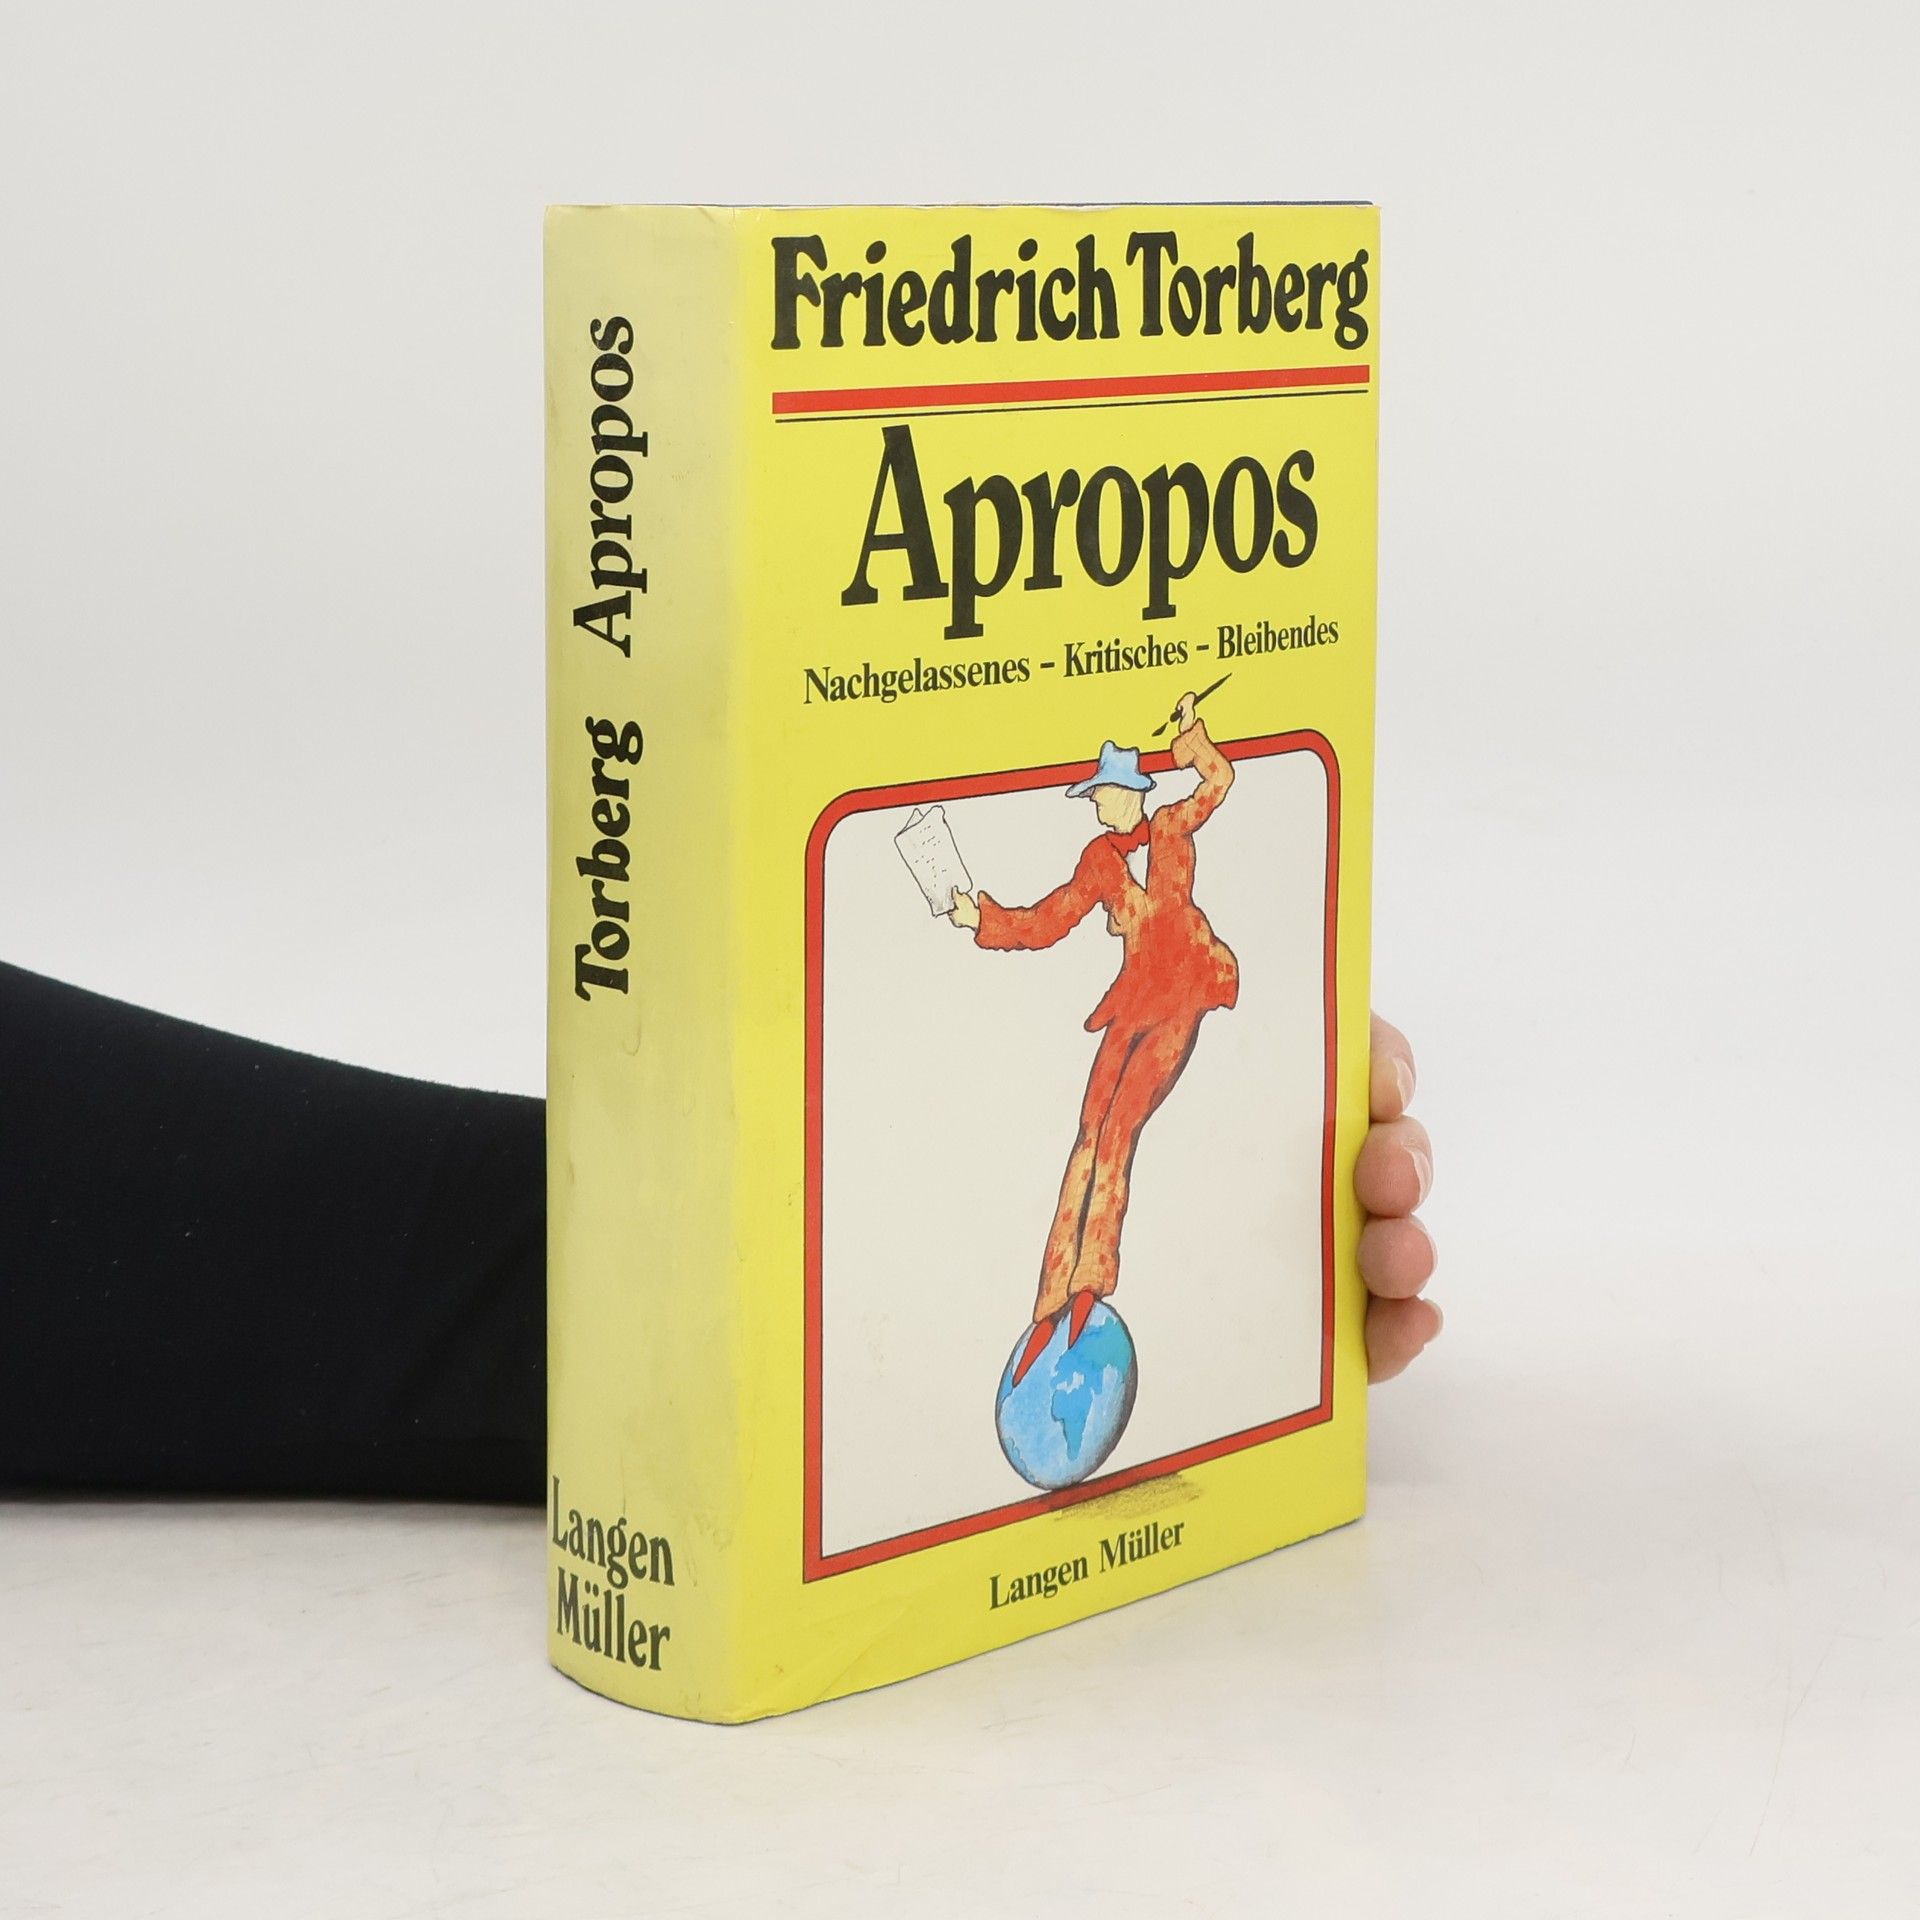 Friedrich Torberg
Apropos
Nachgelassenes – Kritisches – Bleibendes
Langen Müller
Torberg Apropos
Langen
Müller